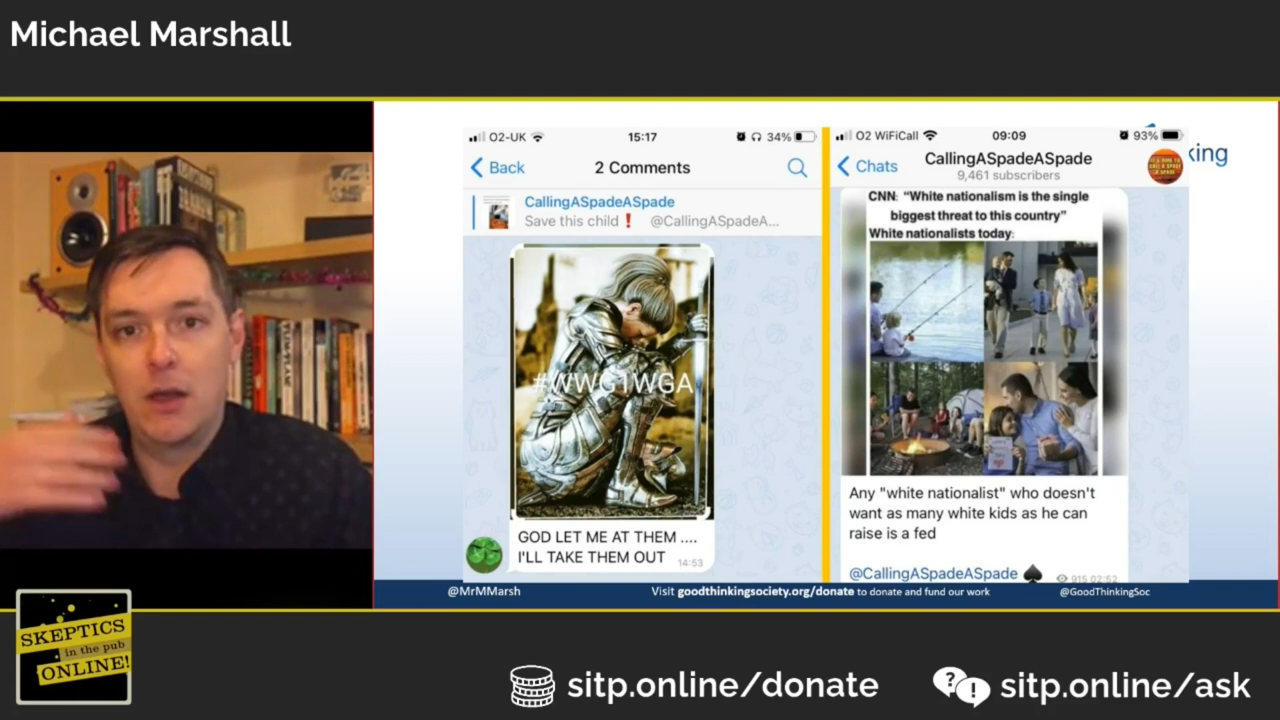 Michael Marshall
O2-UK
15:17
34%
Back
2 Comments
CallingASpadeASpade
Save this child❗ @CallingASpadeA...
#WWG1WGA
GOD LET ME AT THEM ....
I'LL TAKE THEM OUT
14:53
O2 WiFiCall
09:09
93%
Chats
CallingASpadeASpade
9,461 subscribers
king
CNN: “White nationalism is the single
biggest threat to this country”
White nationalists today:
Any "white nationalist" who doesn't
want as many white kids as he can
raise is a fed
@CallingASpadeASpade ♠
915 02:52
@MrMMarsh
Visit goodthinkingsociety.org/donate to donate and fund our work
@GoodThinkingSoc
SKEPTICS
in the pub
ONLINE!
sitp.online/donate
sitp.online/ask